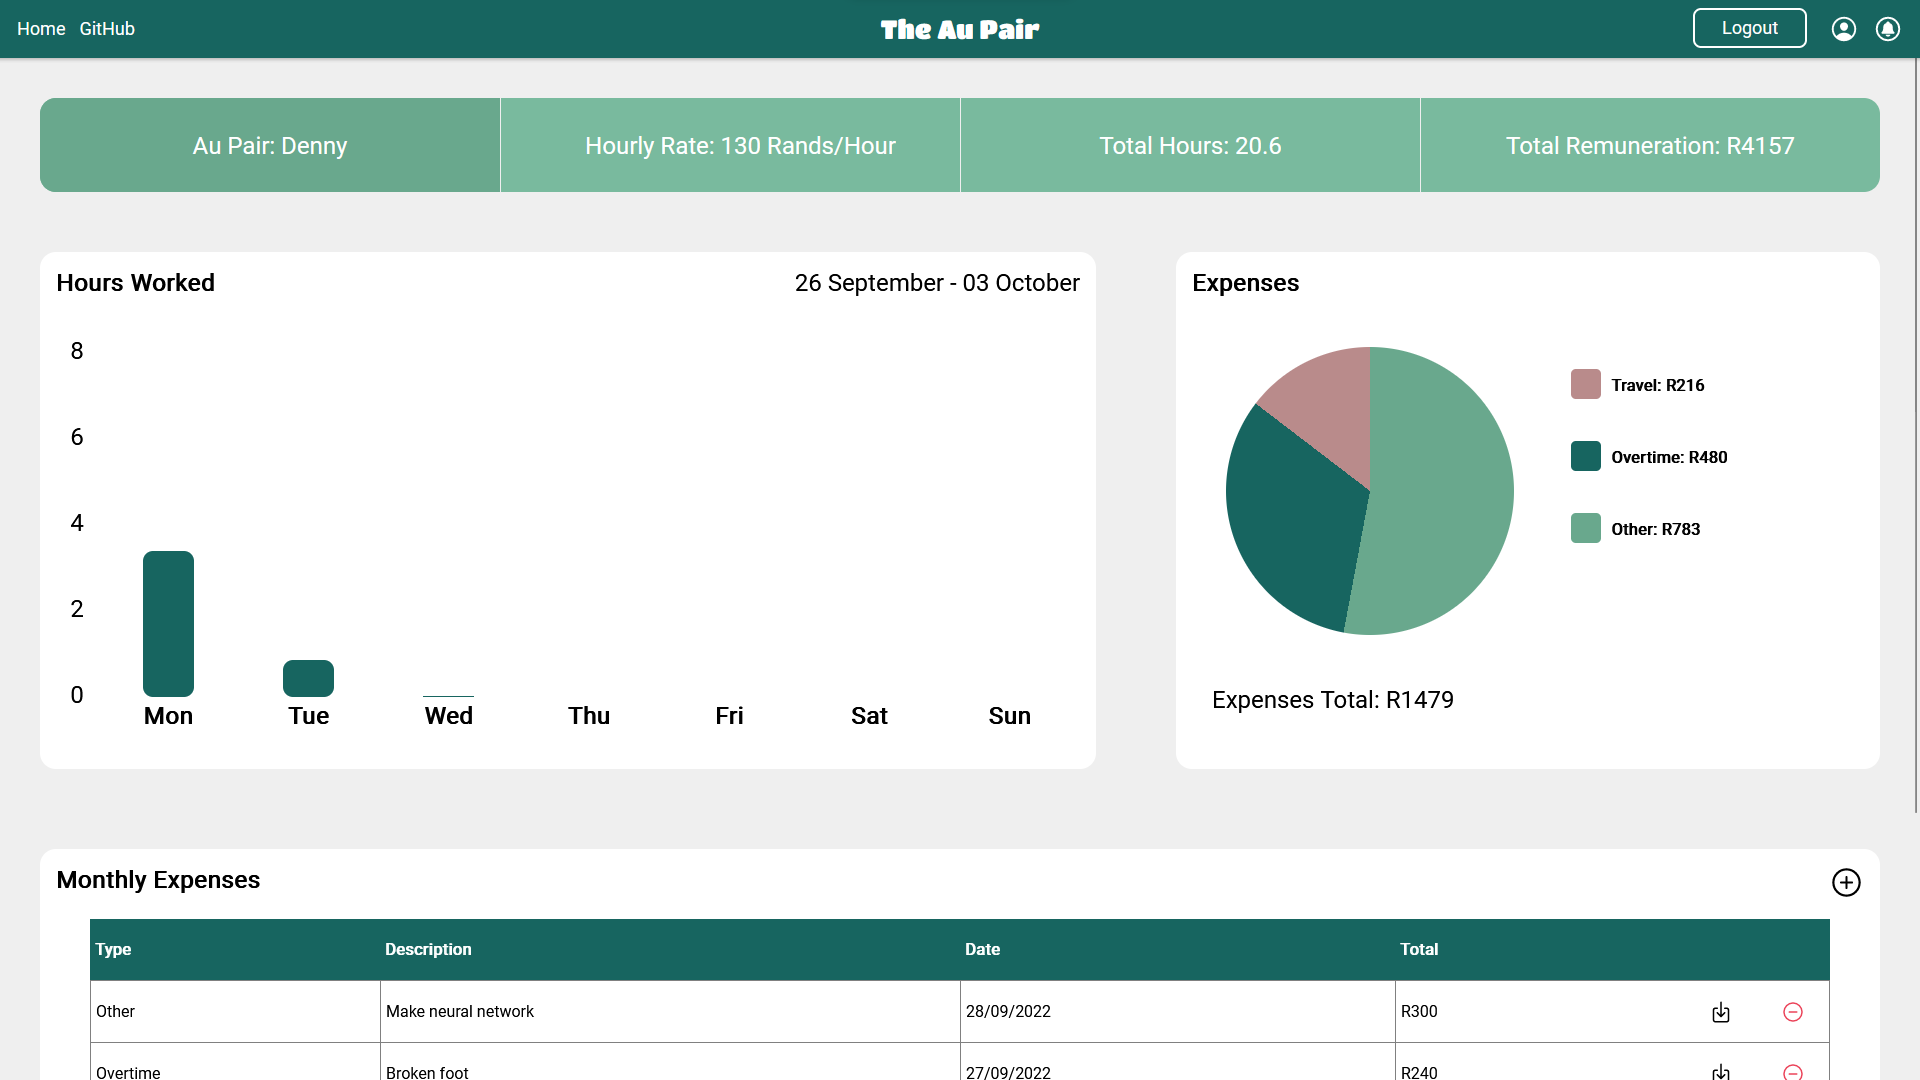 Home GitHub The Au Pair Logout
Au Pair: Denny Hourly Rate: 130 Rands/Hour Total Hours: 20.6 Total Remuneration: R4157
Hours Worked 26 September - 03 October
8
6
4
2
0
Mon Tue Wed Thu Fri Sat Sun
Expenses
Travel: R216
Overtime: R480
Other: R783
Expenses Total: R1479
Monthly Expenses
Type Description Date Total
Other Make neural network 28/09/2022 R300
Overtime Broken foot 27/09/2022 R240